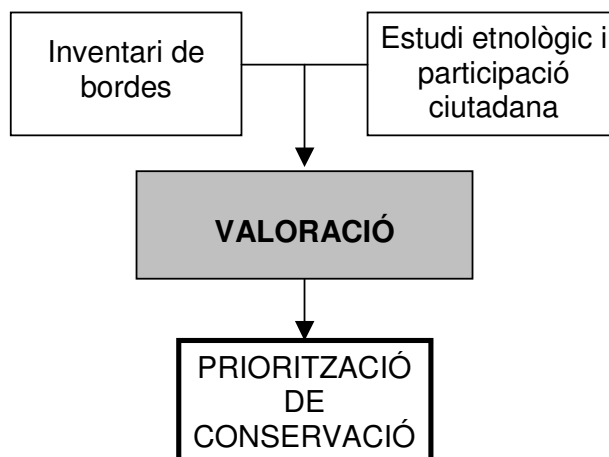 Inventari de
bordes
Estudi etnològic i
participació
ciutadana
VALORACIÓ
PRIORITZACIÓ
DE
CONSERVACIÓ